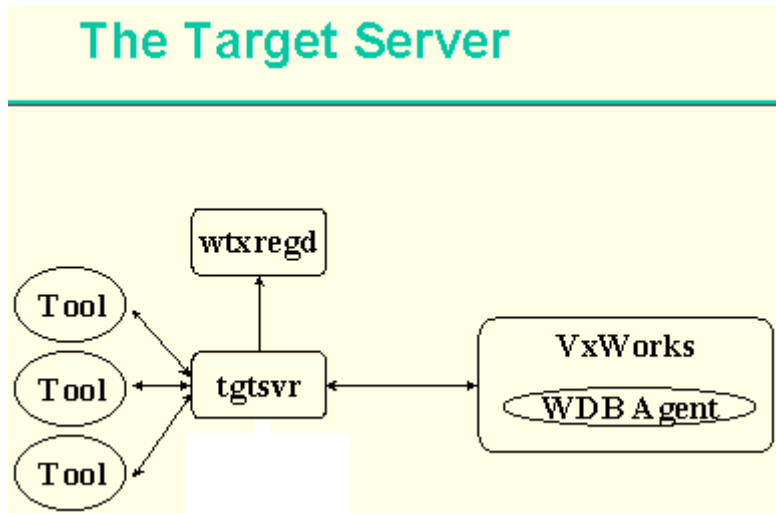 The Target Server
wtxregd
Tool
Tool
Tool
tgtsvr
VxWorks
WDB Agent